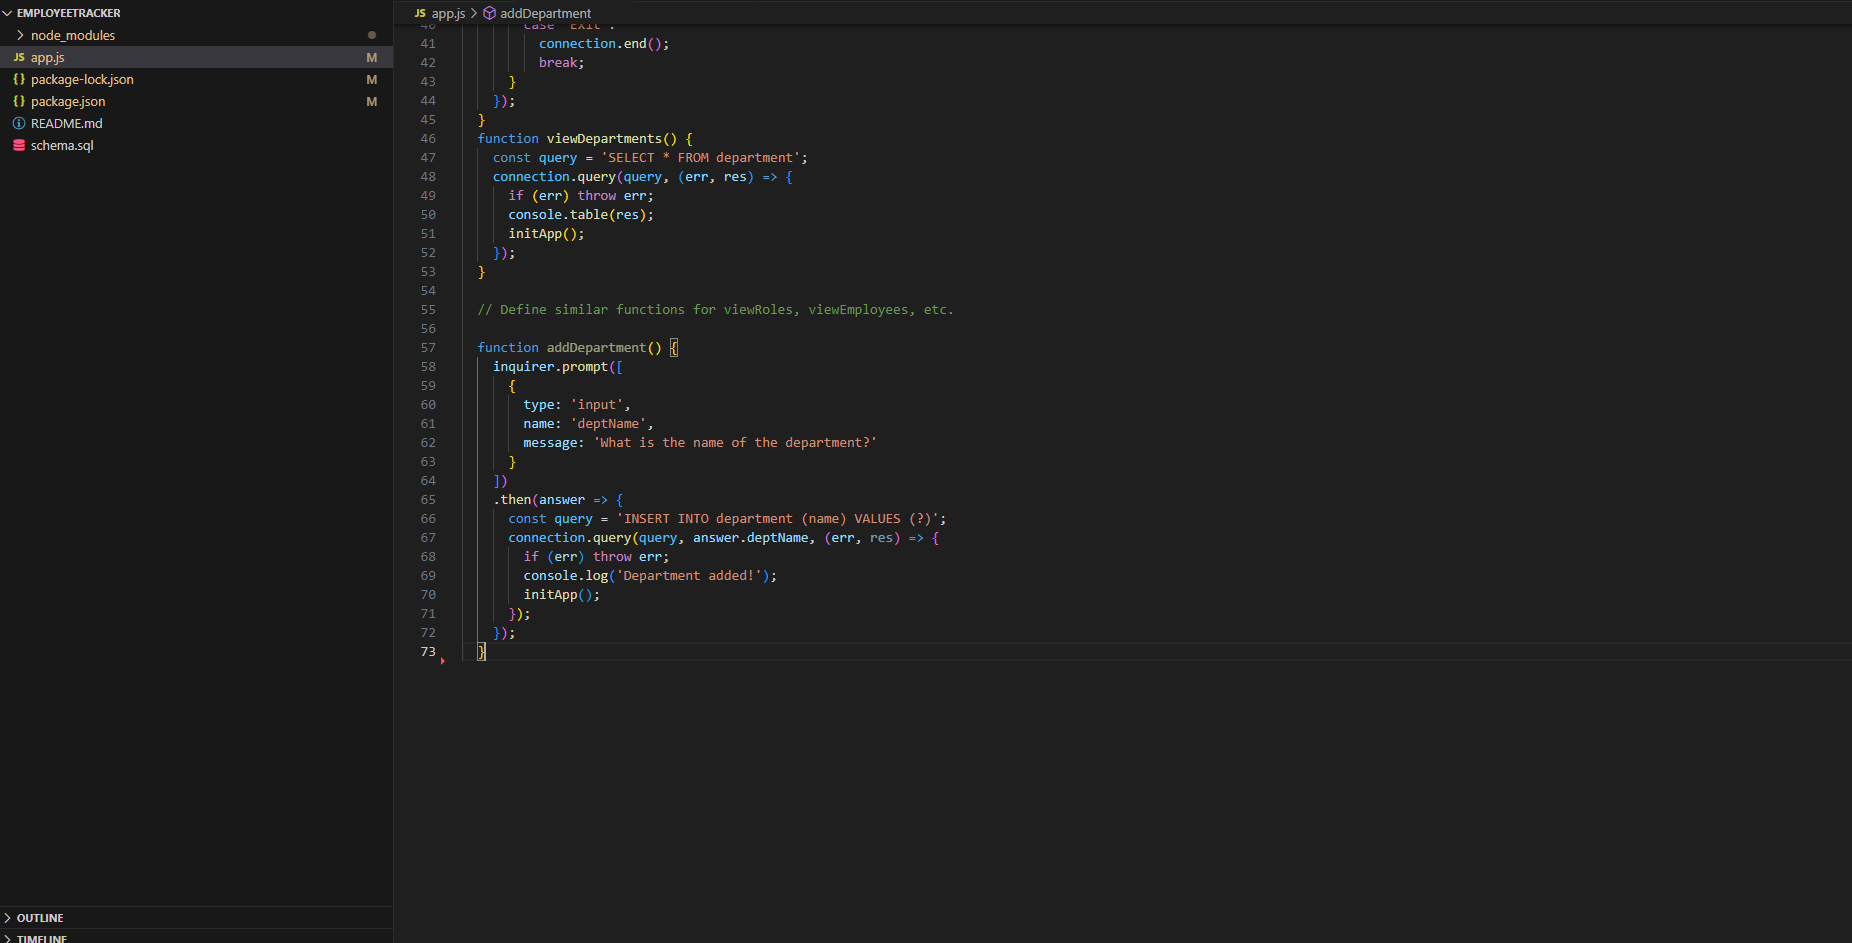 EMPLOYEETRACKER
node_modules
JS app.js M
{} package-lock.json M
{} package.json M
README.md
schema.sql
OUTLINE
TIMELINE
JS app.js > addDepartment
40 case 'Exit':
41 connection.end();
42 break;
43 }
44 });
45 }
46 function viewDepartments() {
47 const query = 'SELECT * FROM department';
48 connection.query(query, (err, res) => {
49 if (err) throw err;
50 console.table(res);
51 initApp();
52 });
53 }
54
55 // Define similar functions for viewRoles, viewEmployees, etc.
56
57 function addDepartment() {
58 inquirer.prompt([
59 {
60 type: 'input',
61 name: 'deptName',
62 message: 'What is the name of the department?'
63 }
64 ])
65 .then(answer => {
66 const query = 'INSERT INTO department (name) VALUES (?)';
67 connection.query(query, answer.deptName, (err, res) => {
68 if (err) throw err;
69 console.log('Department added!');
70 initApp();
71 });
72 });
73 }